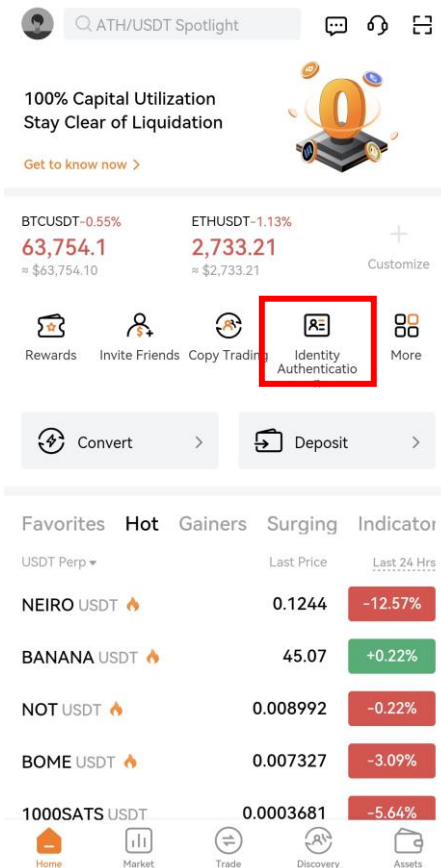 ATH/USDT Spotlight
100% Capital Utilization
Stay Clear of Liquidation
Get to know now >
BTCUSDT-0.55%
ETHUSDT-1.13%
63,754.1
2,733.21
≈ $63,754.10
≈ $2,733.21
Customize
Rewards
Invite Friends
Copy Trading
Identity
Authenticatio
More
Convert >
Deposit >
Favorites Hot Gainers Surging Indicator
USDT Perp Last Price Last 24 Hrs
NEIRO USDT 0.1244 -12.57%
BANANA USDT 45.07 +0.22%
NOT USDT 0.008992 -0.22%
BOME USDT 0.007327 -3.09%
1000SATS USDT 0.0003681 -5.64%
Home Market Trade Discovery Assets